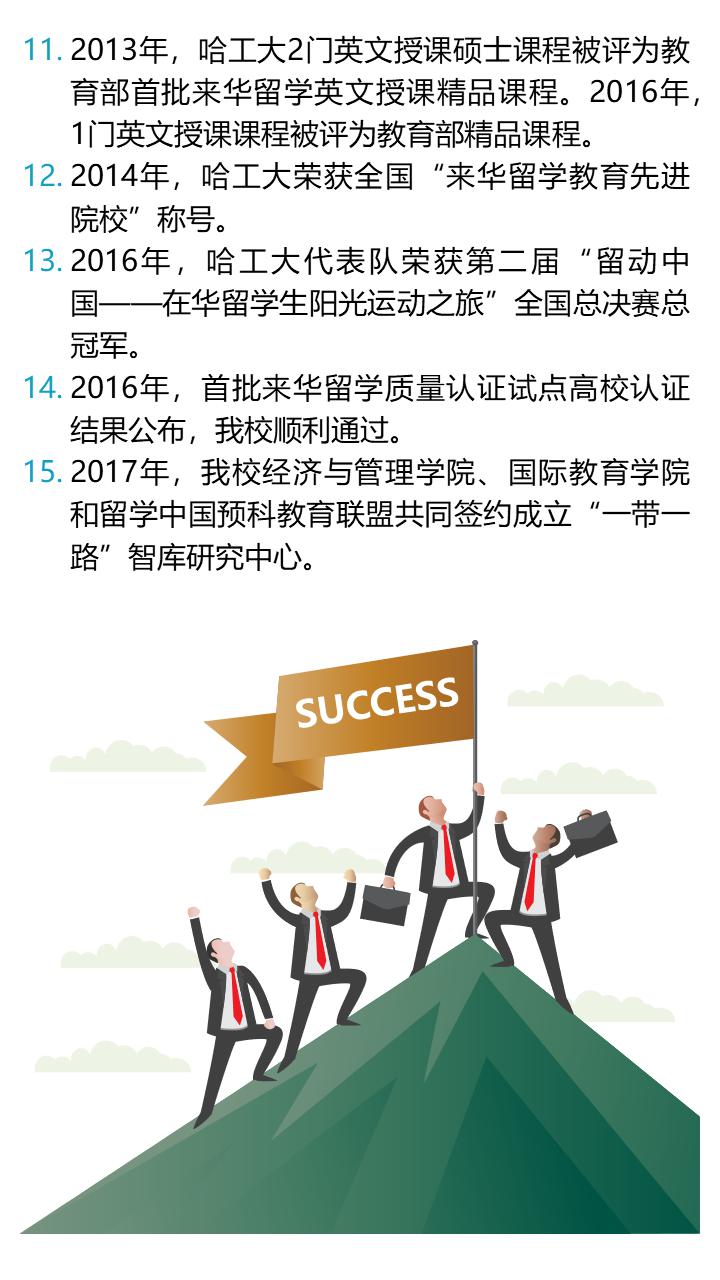 11. 2013年，哈工大2门英文授课硕士课程被评为教
育部首批来华留学英文授课精品课程。2016年，
1门英文授课课程被评为教育部精品课程。
12. 2014年，哈工大荣获全国“来华留学教育先进
院校”称号。
13. 2016年，哈工大代表队荣获第二届“留动中
国——在华留学生阳光运动之旅”全国总决赛总
冠军。
14. 2016年，首批来华留学质量认证试点高校认证
结果公布，我校顺利通过。
15. 2017年，我校经济与管理学院、国际教育学院
和留学中国预科教育联盟共同签约成立“一带一
路”智库研究中心。
SUCCESS